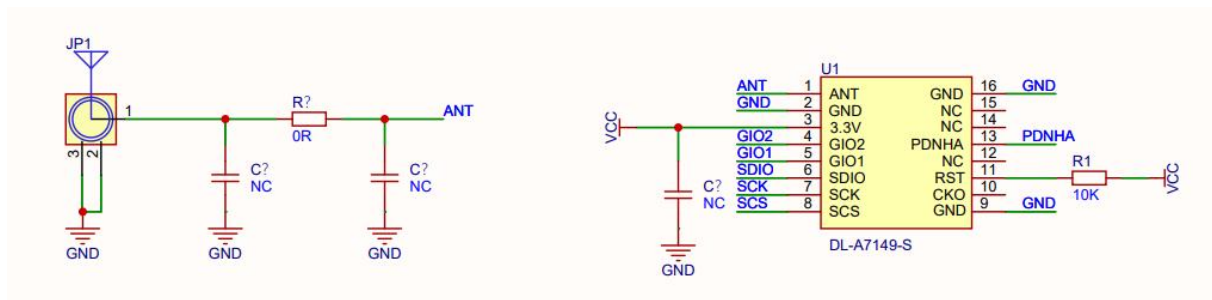 JP1
1
3
2
GND
C?
NC
GND
R?
0R
C?
NC
GND
ANT
VCC
C?
NC
GND
U1
ANT 1 ANT GND 16 GND
GND 2 GND NC 15
3 3.3V NC 14
GIO2 4 GIO2 PDNHA 13 PDNHA
GIO1 5 GIO1 NC 12
SDIO 6 SDIO RST 11
SCK 7 SCK CKO 10
SCS 8 SCS GND 9 GND
DL-A7149-S
R1
10K
VCC